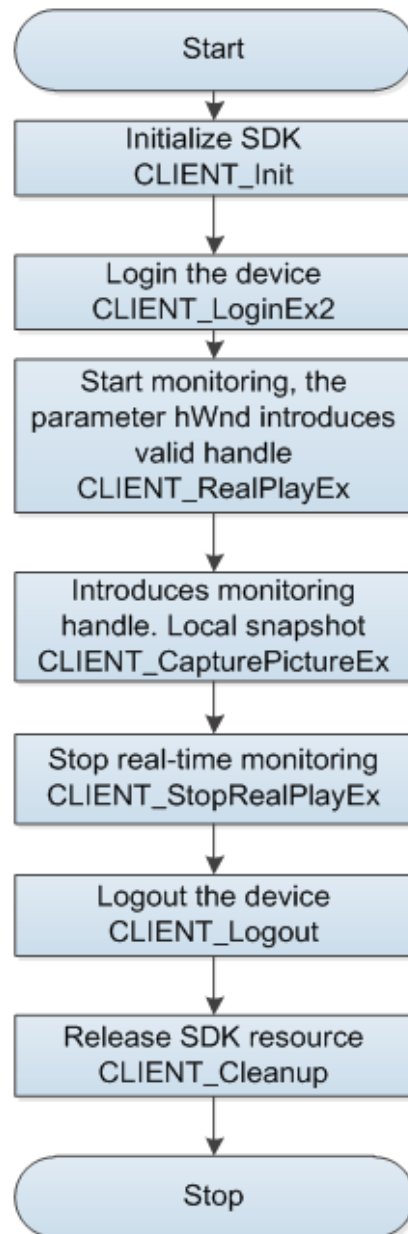 Start
Initialize SDK
CLIENT_Init
Login the device
CLIENT_LoginEx2
Start monitoring, the
parameter hWnd introduces
valid handle
CLIENT_RealPlayEx
Introduces monitoring
handle. Local snapshot
CLIENT_CapturePictureEx
Stop real-time monitoring
CLIENT_StopRealPlayEx
Logout the device
CLIENT_Logout
Release SDK resource
CLIENT_Cleanup
Stop